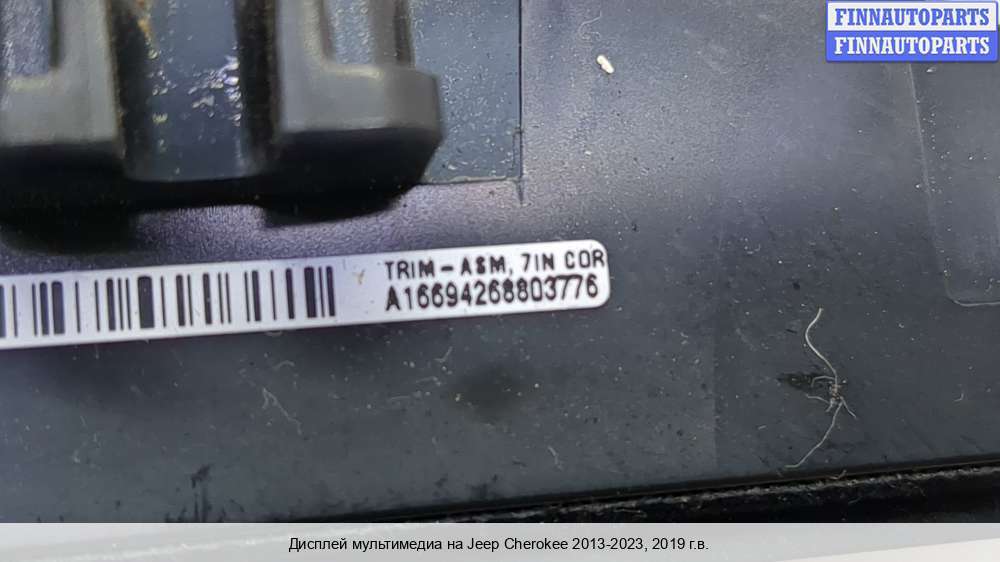 FINNAUTOPARTS
FINNAUTOPARTS
TRIM-ASM, 7IN COR
A16694268803776
Дисплей мультимедиа на Jeep Cherokee 2013-2023, 2019 г.в.